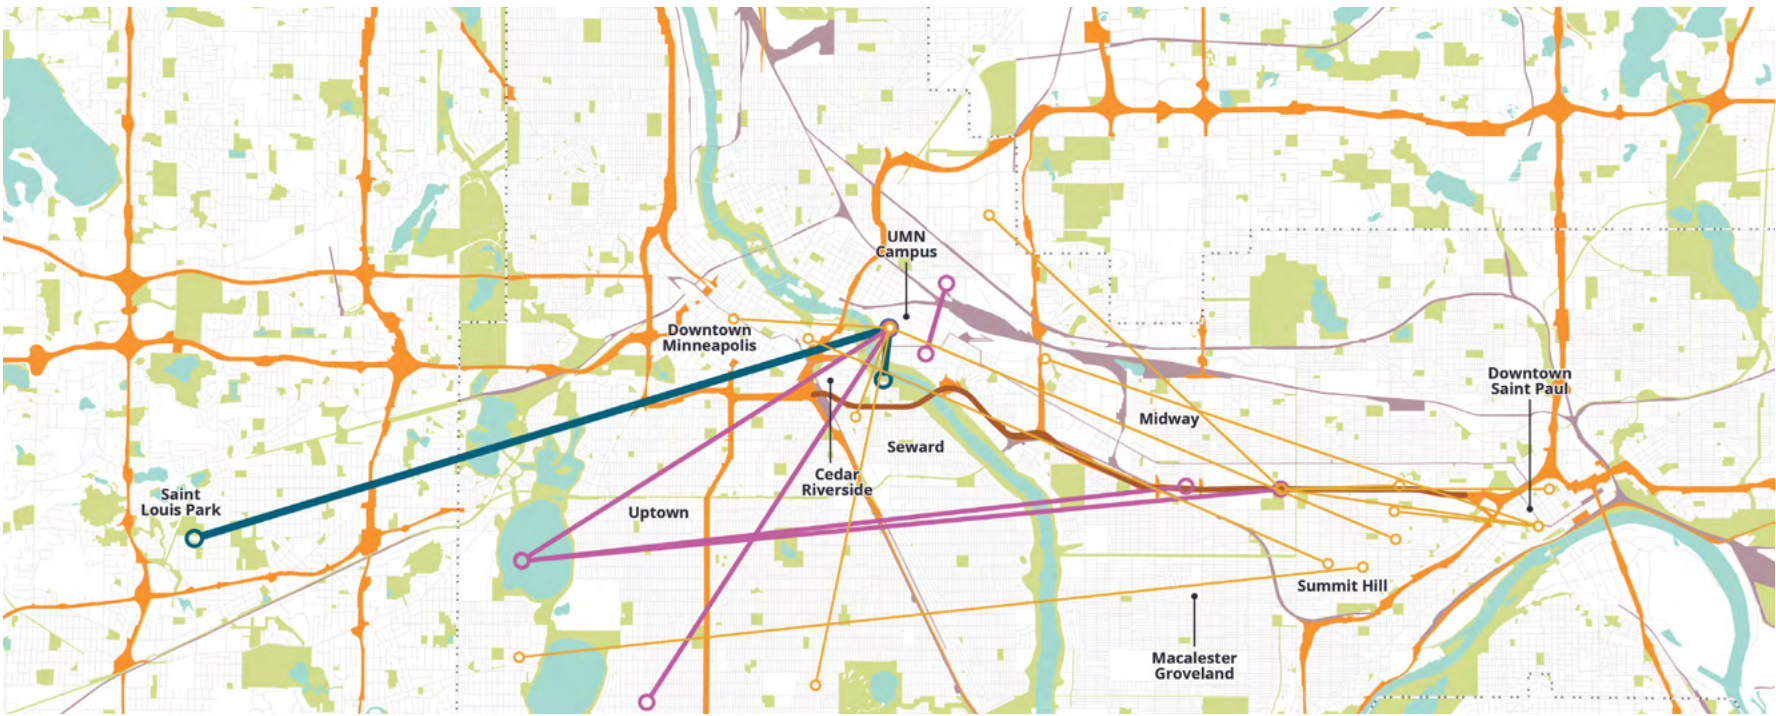 UMN
Campus
Downtown
Minneapolis
Downtown
Saint Paul
Midway
Seward
Cedar
Riverside
Saint
Louis Park
Uptown
Summit Hill
Macalester
Groveland